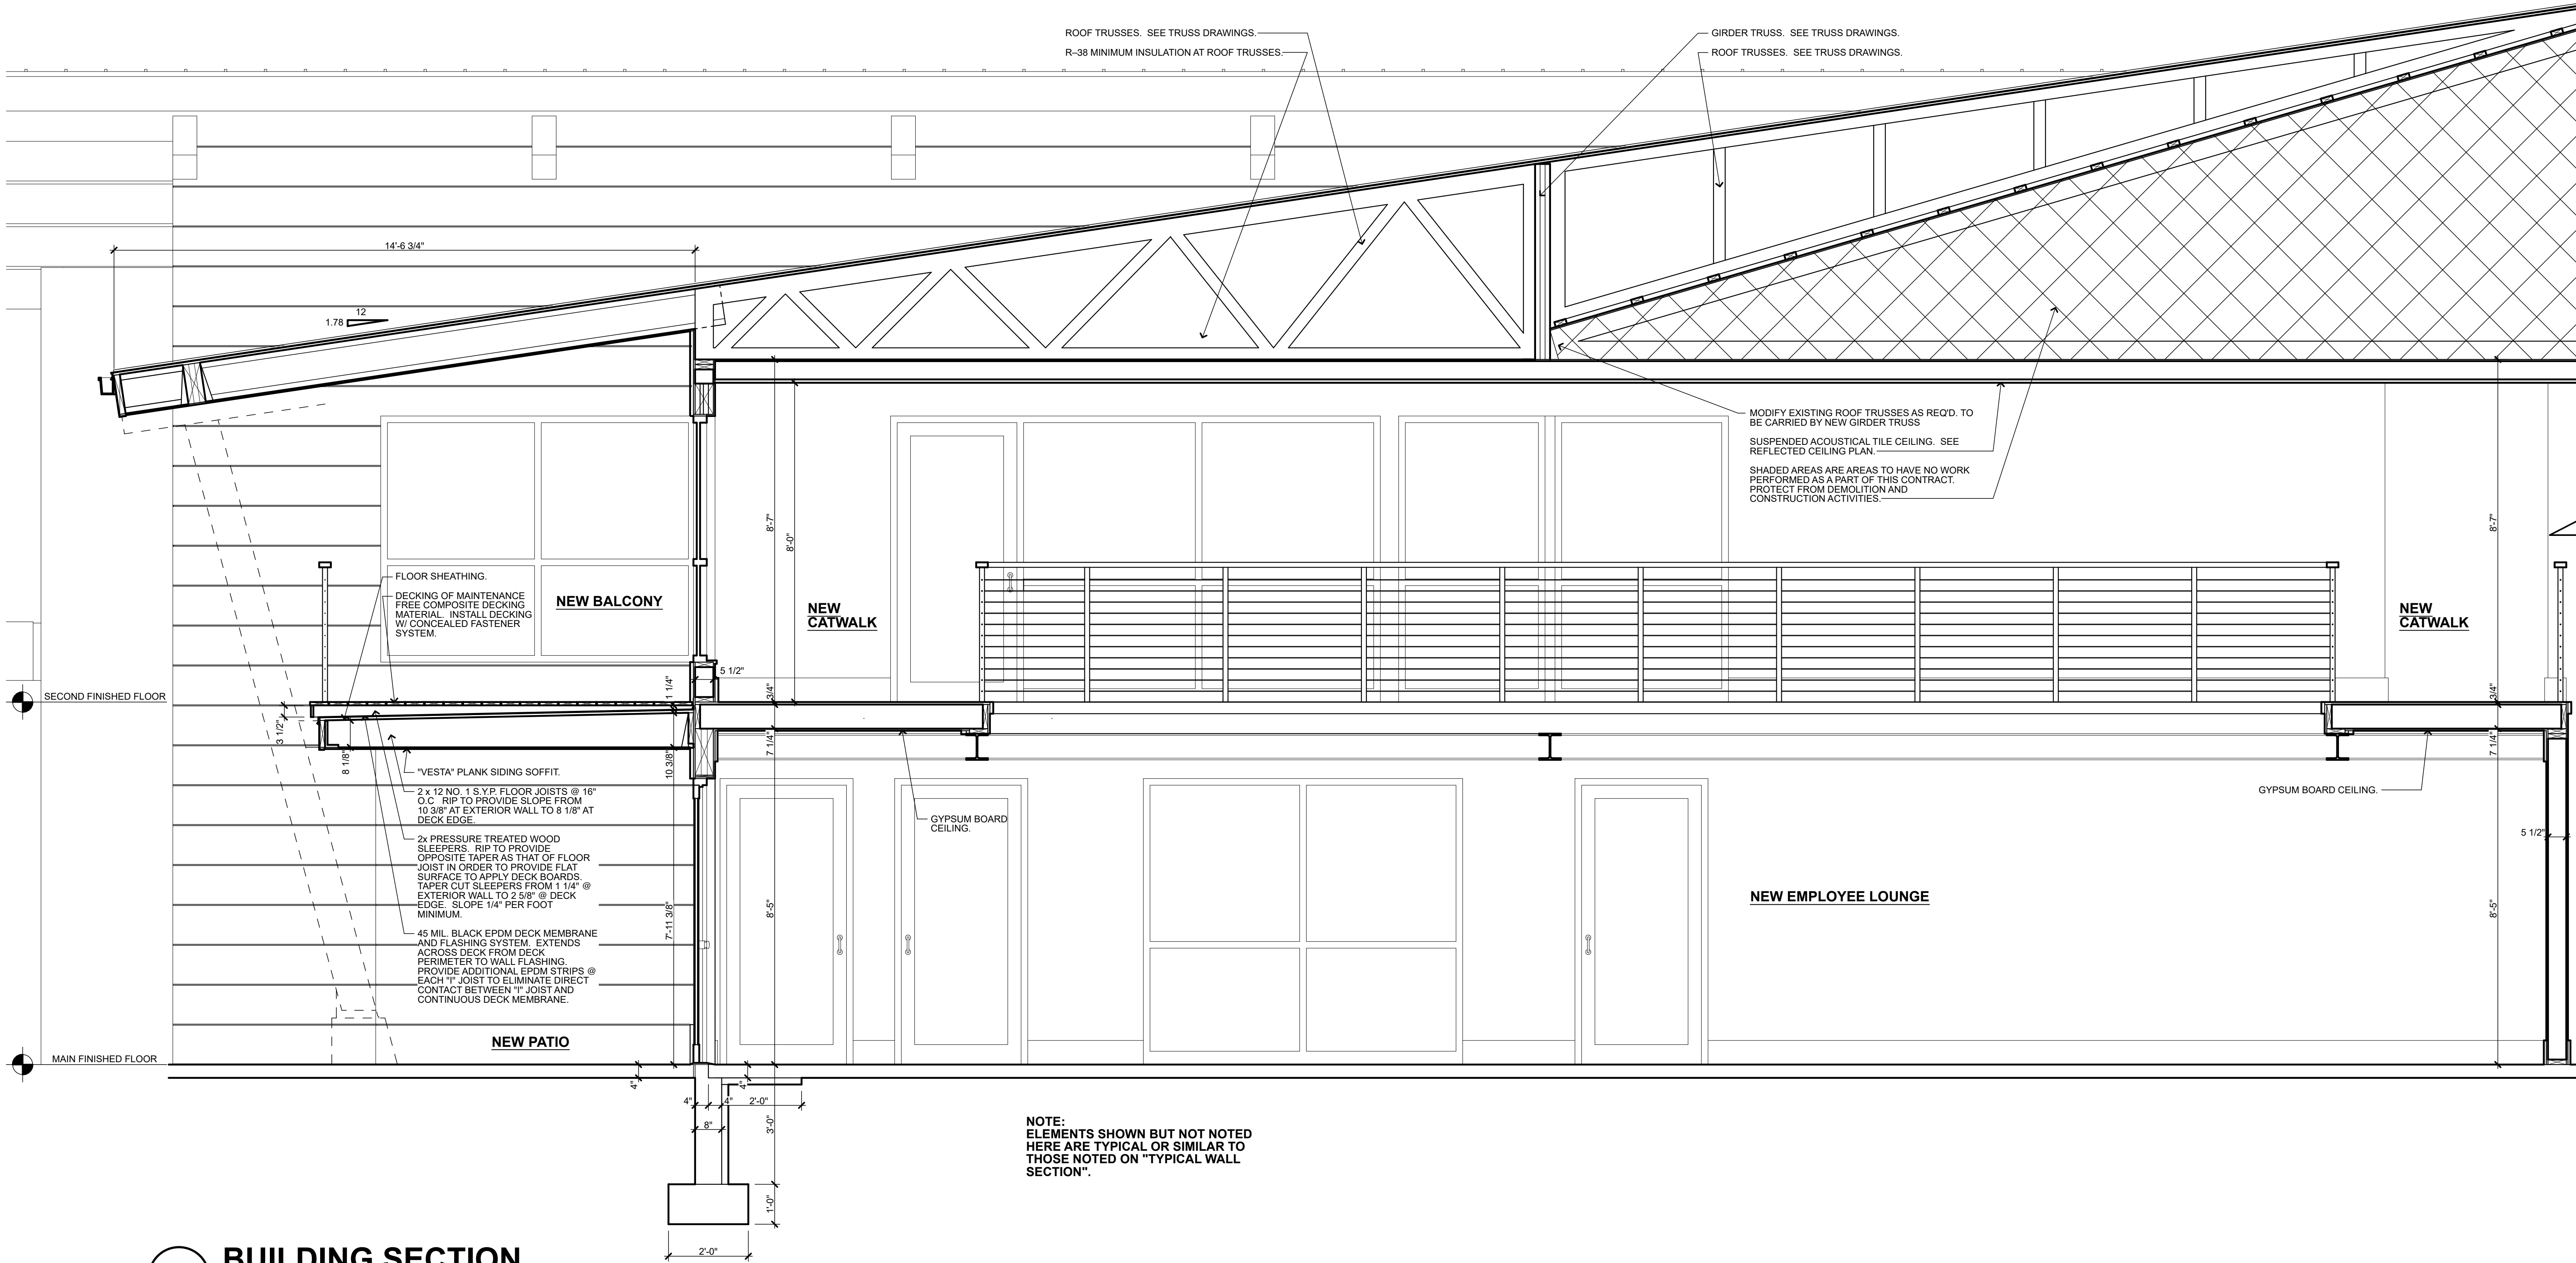 ROOF TRUSSES. SEE TRUSS DRAWINGS.
R–38 MINIMUM INSULATION AT ROOF TRUSSES.
GIRDER TRUSS. SEE TRUSS DRAWINGS.
ROOF TRUSSES. SEE TRUSS DRAWINGS.
14'-6 3/4"
12
1.78
MODIFY EXISTING ROOF TRUSSES AS REQ'D. TO
BE CARRIED BY NEW GIRDER TRUSS
SUSPENDED ACOUSTICAL TILE CEILING. SEE
REFLECTED CEILING PLAN.
SHADED AREAS ARE AREAS TO HAVE NO WORK
PERFORMED AS A PART OF THIS CONTRACT.
PROTECT FROM DEMOLITION AND
CONSTRUCTION ACTIVITIES.
8'-7"
8'-0"
8'-7"
FLOOR SHEATHING.
DECKING OF MAINTENANCE
FREE COMPOSITE DECKING
MATERIAL. INSTALL DECKING
W/ CONCEALED FASTENER
SYSTEM.
NEW BALCONY
NEW
CATWALK
NEW
CATWALK
5 1/2"
SECOND FINISHED FLOOR
1 1/4"
3/4"
3/4"
3 1/2"
8 1/8"
10 3/8"
7 1/4"
7 1/4"
"VESTA" PLANK SIDING SOFFIT.
2 x 12 NO. 1 S.Y.P. FLOOR JOISTS @ 16"
O.C RIP TO PROVIDE SLOPE FROM
10 3/8" AT EXTERIOR WALL TO 8 1/8" AT
DECK EDGE.
2x PRESSURE TREATED WOOD
SLEEPERS. RIP TO PROVIDE
OPPOSITE TAPER AS THAT OF FLOOR
JOIST IN ORDER TO PROVIDE FLAT
SURFACE TO APPLY DECK BOARDS.
TAPER CUT SLEEPERS FROM 1 1/4" @
EXTERIOR WALL TO 2 5/8" @ DECK
EDGE. SLOPE 1/4" PER FOOT
MINIMUM.
45 MIL. BLACK EPDM DECK MEMBRANE
AND FLASHING SYSTEM. EXTENDS
ACROSS DECK FROM DECK
PERIMETER TO WALL FLASHING.
PROVIDE ADDITIONAL EPDM STRIPS @
EACH "I" JOIST TO ELIMINATE DIRECT
CONTACT BETWEEN "I" JOIST AND
CONTINUOUS DECK MEMBRANE.
GYPSUM BOARD
CEILING.
GYPSUM BOARD CEILING.
5 1/2"
7'-11 3/8"
8'-5"
8'-5"
NEW EMPLOYEE LOUNGE
NEW PATIO
MAIN FINISHED FLOOR
4"
4"
4"
4"
2'-0"
8"
3'-0"
1'-0"
2'-0"
NOTE:
ELEMENTS SHOWN BUT NOT NOTED
HERE ARE TYPICAL OR SIMILAR TO
THOSE NOTED ON "TYPICAL WALL
SECTION".
BUILDING SECTION